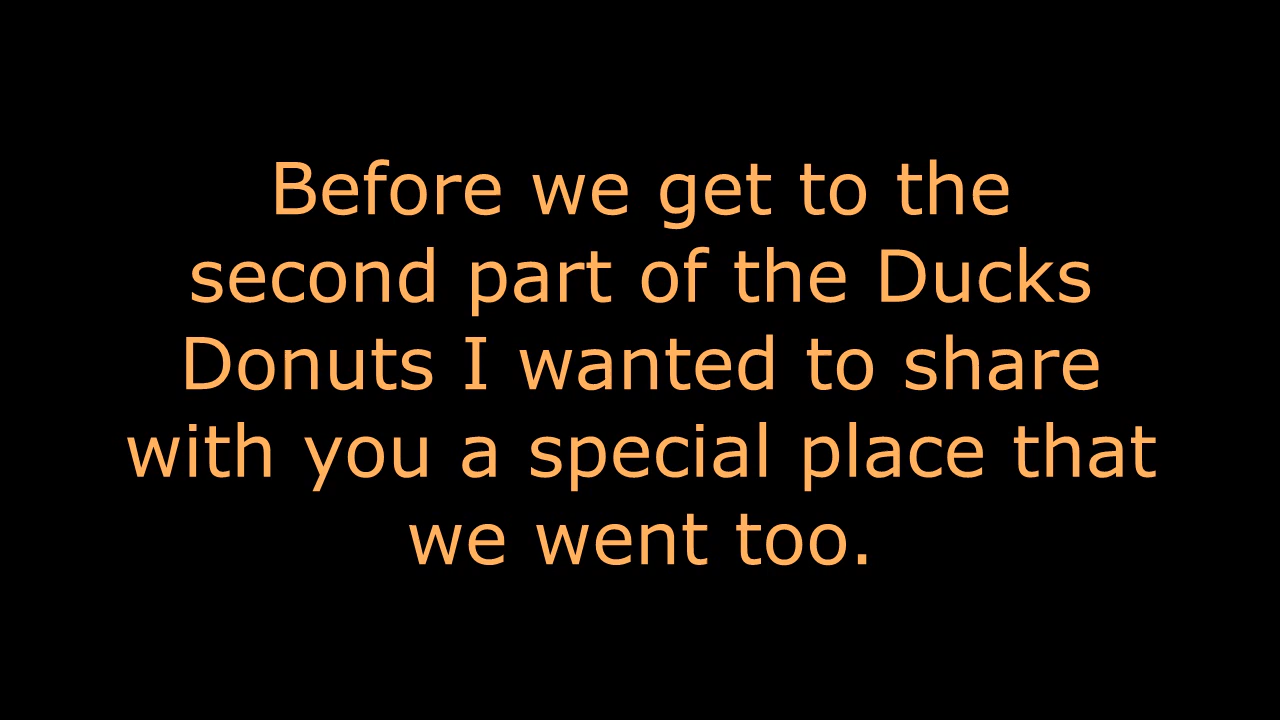 Before we get to the
second part of the Ducks
Donuts I wanted to share
with you a special place that
we went too.